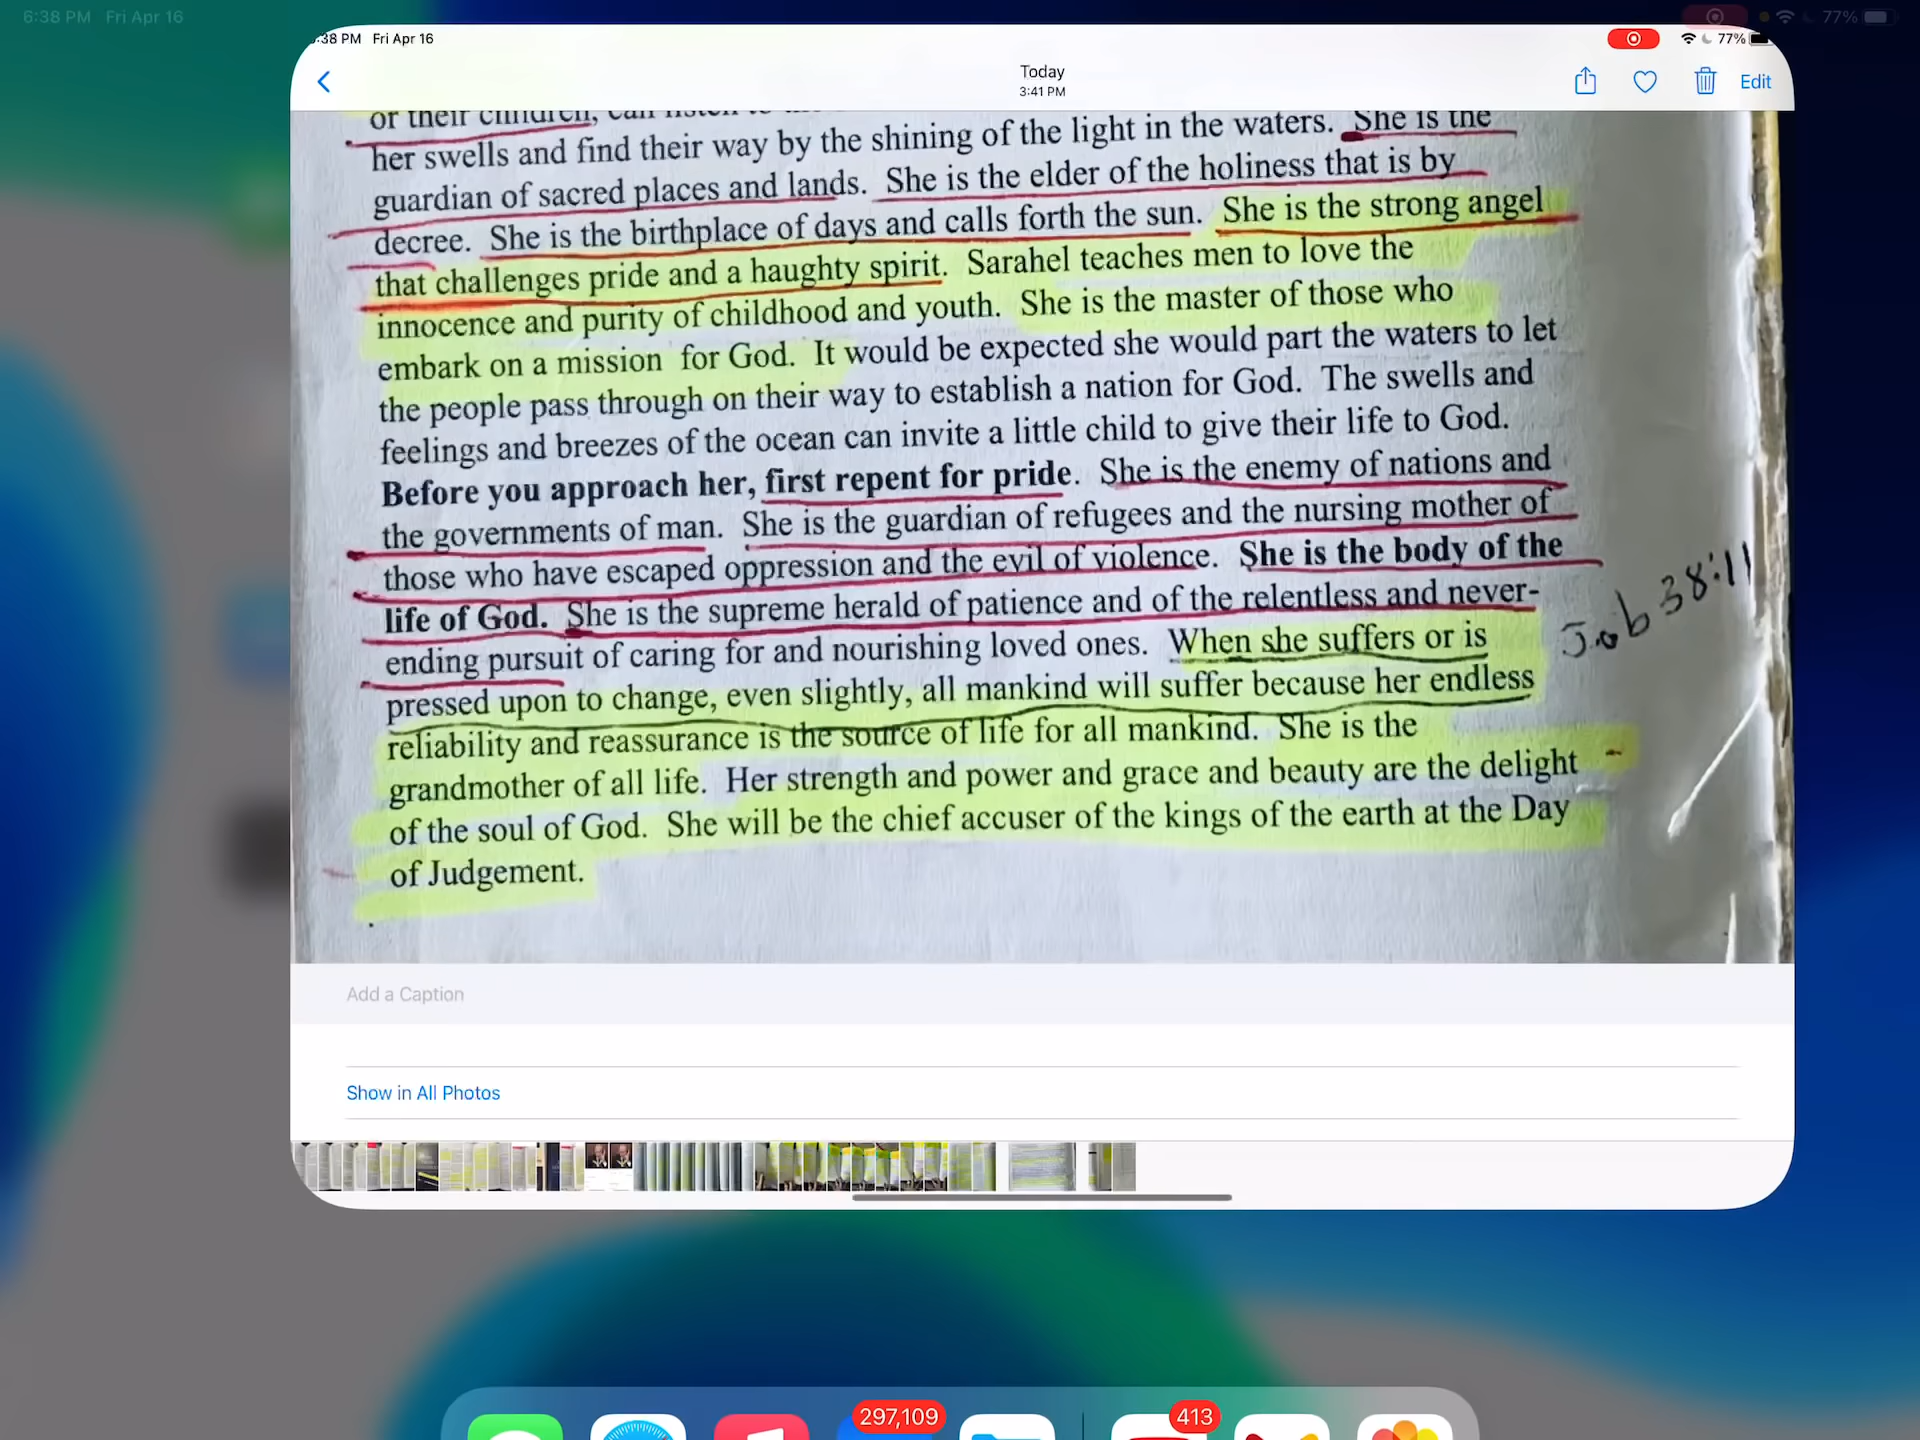 6:38 PM Fri Apr 16
77%
:38 PM Fri Apr 16
77%
Today
3:41 PM
Edit
or their children, can
her swells and find their way by the shining of the light in the waters. She is the
guardian of sacred places and lands. She is the elder of the holiness that is by
decree. She is the birthplace of days and calls forth the sun. She is the strong angel
that challenges pride and a haughty spirit. Sarahel teaches men to love the
innocence and purity of childhood and youth. She is the master of those who
embark on a mission for God. It would be expected she would part the waters to let
the people pass through on their way to establish a nation for God. The swells and
feelings and breezes of the ocean can invite a little child to give their life to God.
Before you approach her, first repent for pride. She is the enemy of nations and
the governments of man. She is the guardian of refugees and the nursing mother of
those who have escaped oppression and the evil of violence. She is the body of the
life of God. She is the supreme herald of patience and of the relentless and never-
ending pursuit of caring for and nourishing loved ones. When she suffers or is
pressed upon to change, even slightly, all mankind will suffer because her endless
reliability and reassurance is the source of life for all mankind. She is the
grandmother of all life. Her strength and power and grace and beauty are the delight
of the soul of God. She will be the chief accuser of the kings of the earth at the Day
of Judgement.
Job 38:11
Add a Caption
Show in All Photos
297,109
413